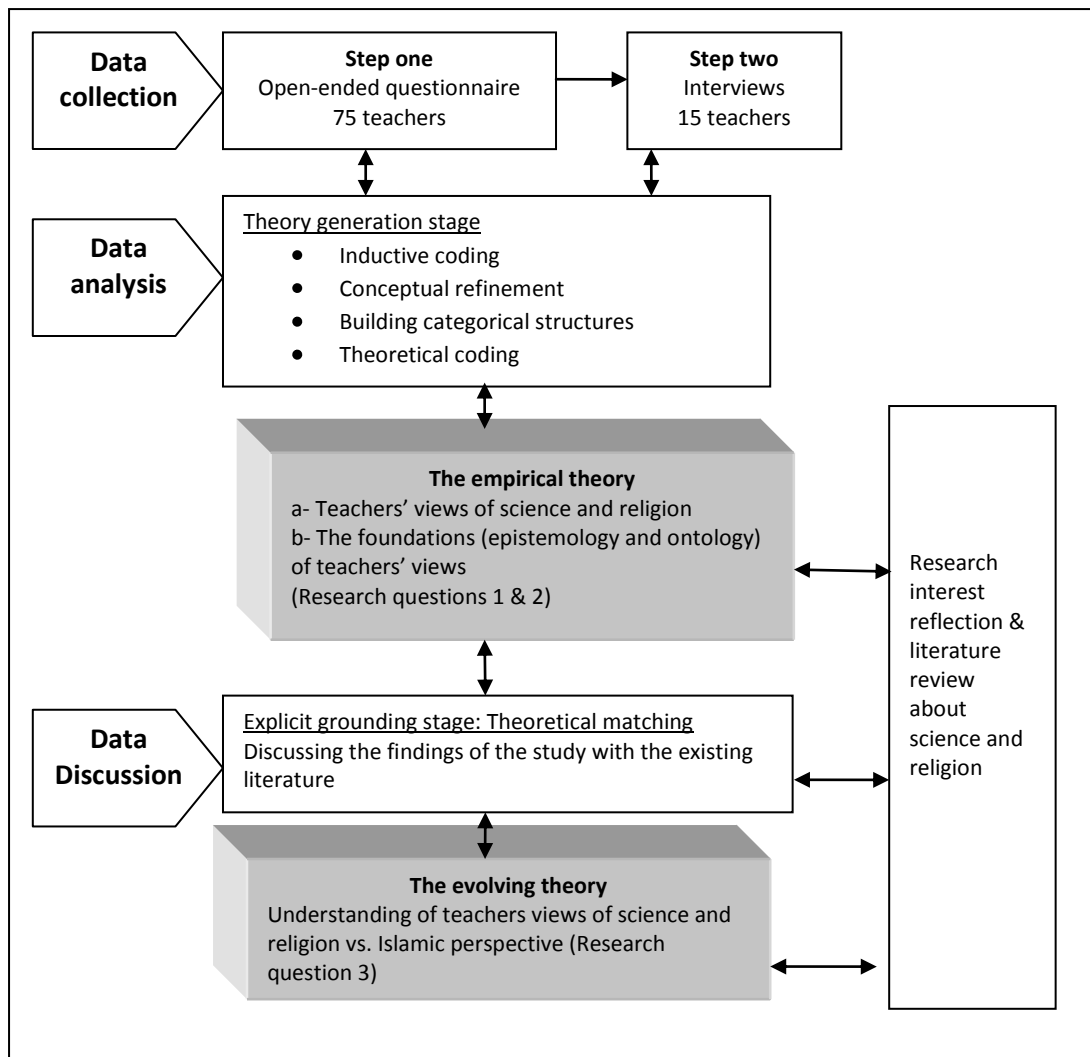 Data
collection
Step one
Open-ended questionnaire
75 teachers
Step two
Interviews
15 teachers
Data
analysis
Theory generation stage
• Inductive coding
• Conceptual refinement
• Building categorical structures
• Theoretical coding
The empirical theory
a- Teachers’ views of science and religion
b- The foundations (epistemology and ontology)
of teachers’ views
(Research questions 1 & 2)
Research
interest
reflection &
literature
review
about
science and
religion
Data
Discussion
Explicit grounding stage: Theoretical matching
Discussing the findings of the study with the existing
literature
The evolving theory
Understanding of teachers views of science and
religion vs. Islamic perspective (Research
question 3)